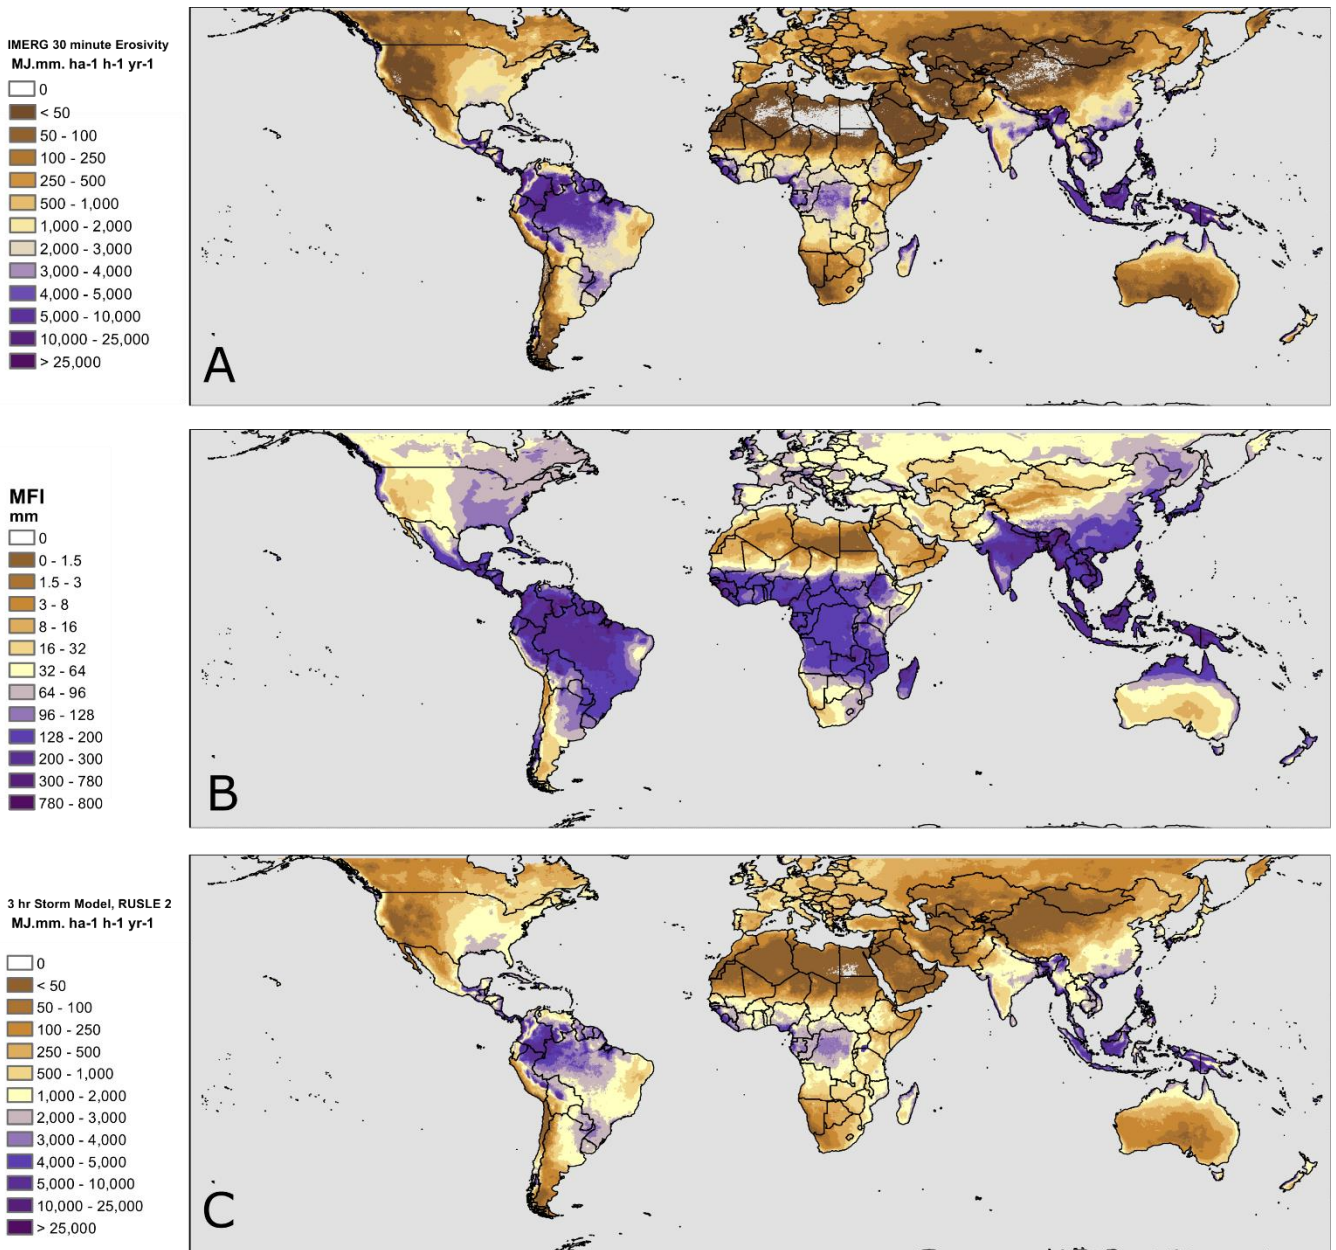 IMERG 30 minute Erosivity
MJ.mm. ha-1 h-1 yr-1
0
< 50
50 - 100
100 - 250
250 - 500
500 - 1,000
1,000 - 2,000
2,000 - 3,000
3,000 - 4,000
4,000 - 5,000
5,000 - 10,000
10,000 - 25,000
> 25,000
A
MFI
mm
0
0 - 1.5
1.5 - 3
3 - 8
8 - 16
16 - 32
32 - 64
64 - 96
96 - 128
128 - 200
200 - 300
300 - 780
780 - 800
B
3 hr Storm Model, RUSLE 2
MJ.mm. ha-1 h-1 yr-1
0
< 50
50 - 100
100 - 250
250 - 500
500 - 1,000
1,000 - 2,000
2,000 - 3,000
3,000 - 4,000
4,000 - 5,000
5,000 - 10,000
10,000 - 25,000
> 25,000
C